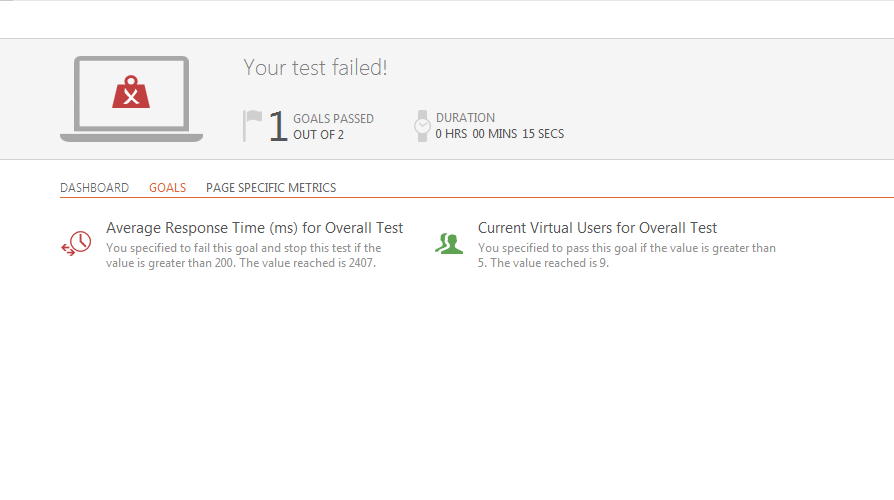 Your test failed!
1 GOALS PASSED
OUT OF 2
DURATION
0 HRS 00 MINS 15 SECS
DASHBOARD GOALS PAGE SPECIFIC METRICS
Average Response Time (ms) for Overall Test
You specified to fail this goal and stop this test if the
value is greater than 200. The value reached is 2407.
Current Virtual Users for Overall Test
You specified to pass this goal if the value is greater than
5. The value reached is 9.